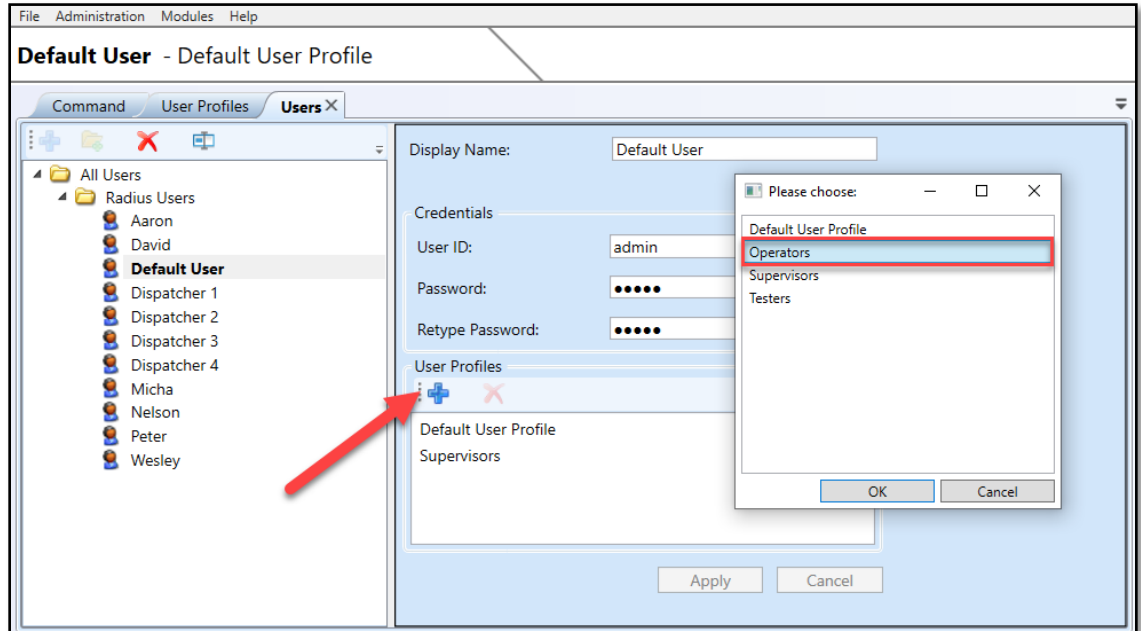 File Administration Modules Help
Default User - Default User Profile
Command User Profiles Users
All Users
Radius Users
Aaron
David
Default User
Dispatcher 1
Dispatcher 2
Dispatcher 3
Dispatcher 4
Micha
Nelson
Peter
Wesley
Display Name: Default User
Credentials
User ID: admin
Password: ●●●●●
Retype Password: ●●●●●
User Profiles
Default User Profile
Supervisors
Apply Cancel
Please choose:
Default User Profile
Operators
Supervisors
Testers
OK Cancel